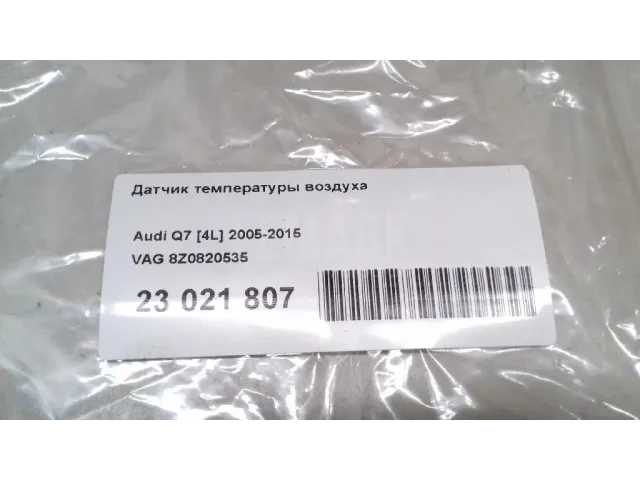 Датчик температуры воздуха
Audi Q7 [4L] 2005-2015
VAG 8Z0820535
23 021 807